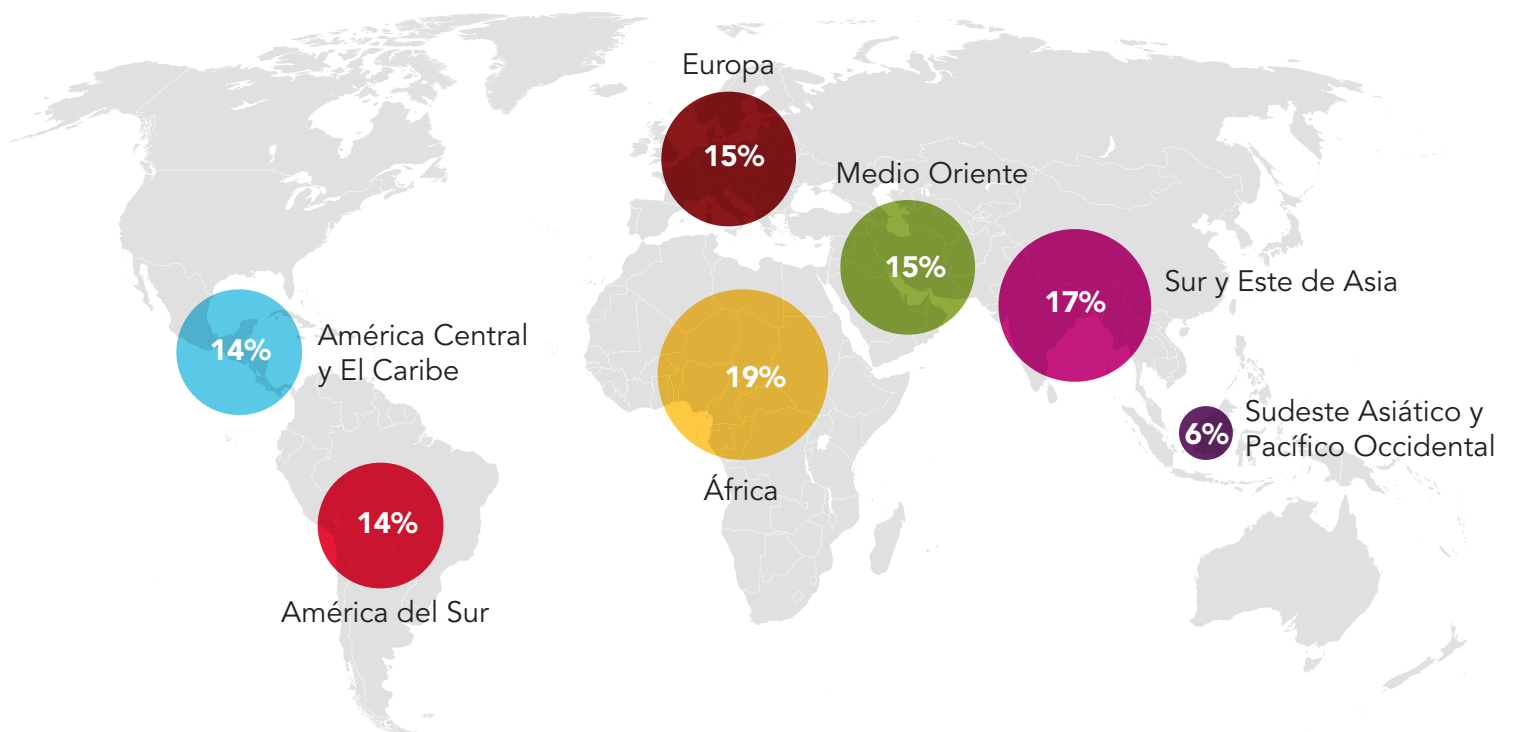 Europa
15%
Medio Oriente
15%
Sur y Este de Asia
17%
América Central
y El Caribe
14%
19%
África
Sudeste Asiático y
Pacífico Occidental
6%
14%
América del Sur